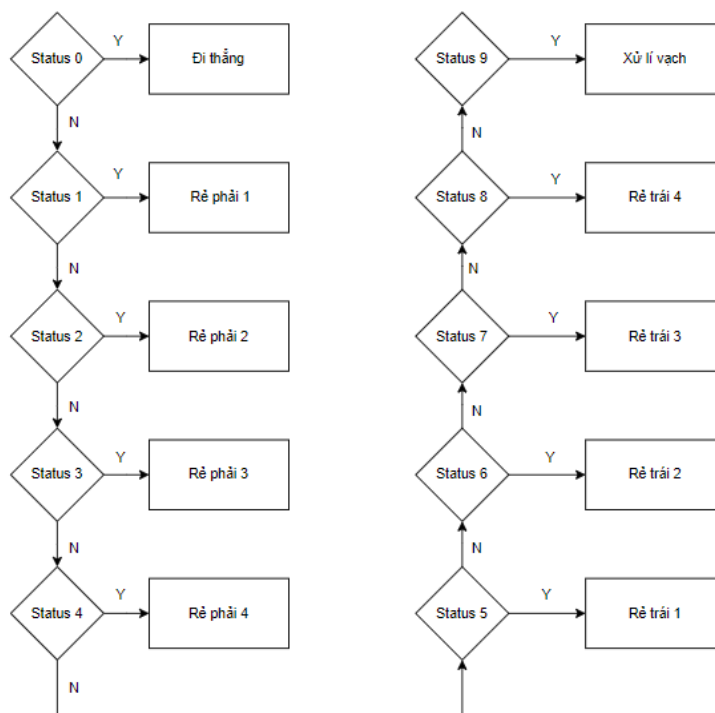 Status 0
Y
Đi thẳng
N
Status 1
Y
Rẻ phải 1
N
Status 2
Y
Rẻ phải 2
N
Status 3
Y
Rẻ phải 3
N
Status 4
Y
Rẻ phải 4
N
Status 9
Y
Xử lí vạch
N
Status 8
Y
Rẻ trái 4
N
Status 7
Y
Rẻ trái 3
N
Status 6
Y
Rẻ trái 2
N
Status 5
Y
Rẻ trái 1